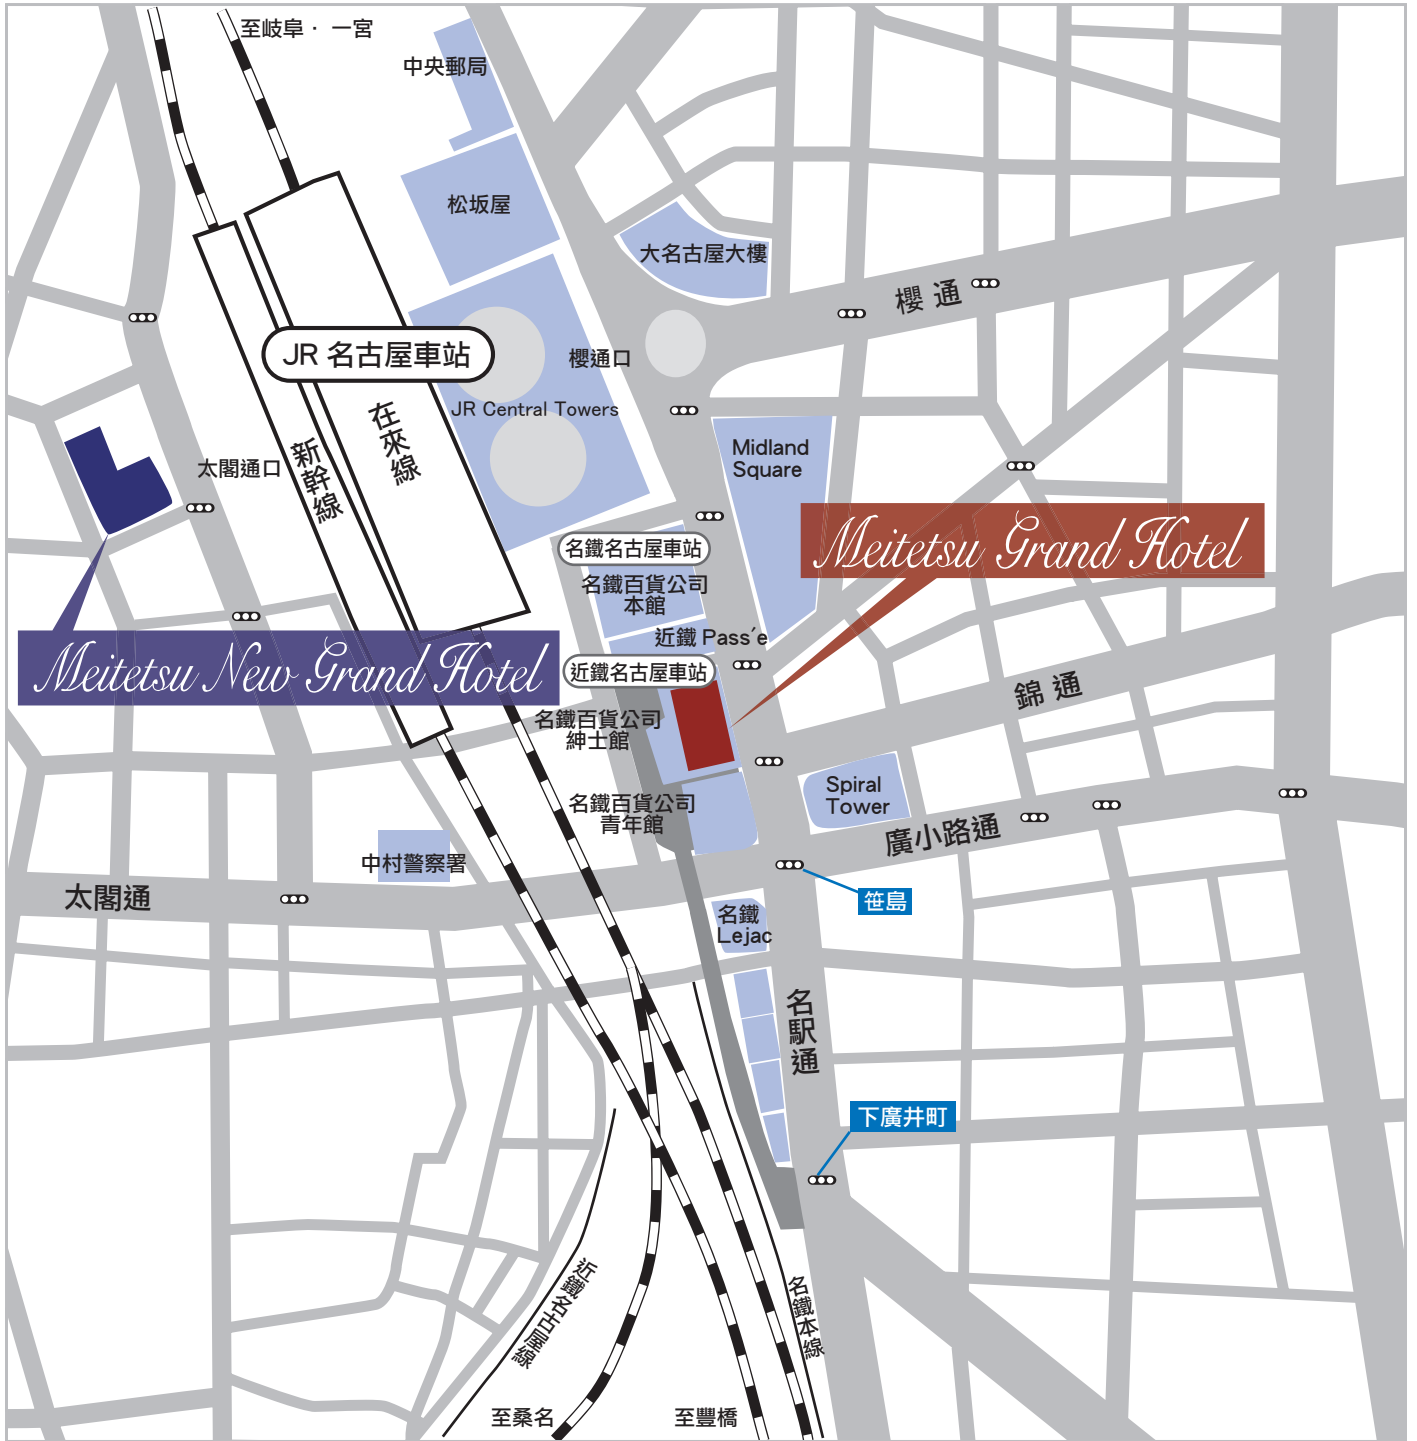 至岐阜・一宮
中央郵局
松坂屋
大名古屋大樓
櫻通
JR 名古屋車站
櫻通口
JR Central Towers
在來線
新幹線
太閣通口
Midland
Square
Meitetsu Grand Hotel
名鐵名古屋車站
名鐵百貨公司
本館
近鐵 Pass´e
Meitetsu New Grand Hotel
近鐵名古屋車站
錦通
名鐵百貨公司
紳士館
Spiral
Tower
名鐵百貨公司
青年館
廣小路通
中村警察署
太閣通
笹島
名鐵
Lejac
名駅通
下廣井町
近鐵名古屋線
名鐵本線
至桑名
至豐橋